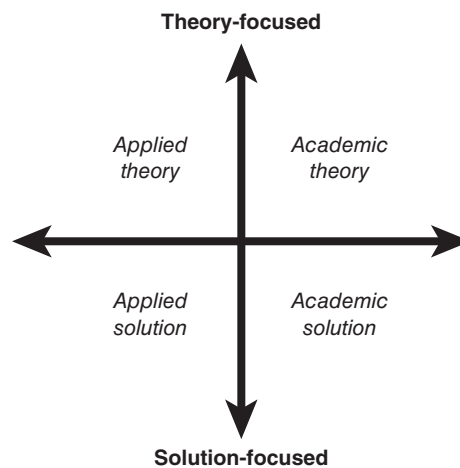 Theory-focused
Applied
theory
Academic
theory
Applied
solution
Academic
solution
Solution-focused